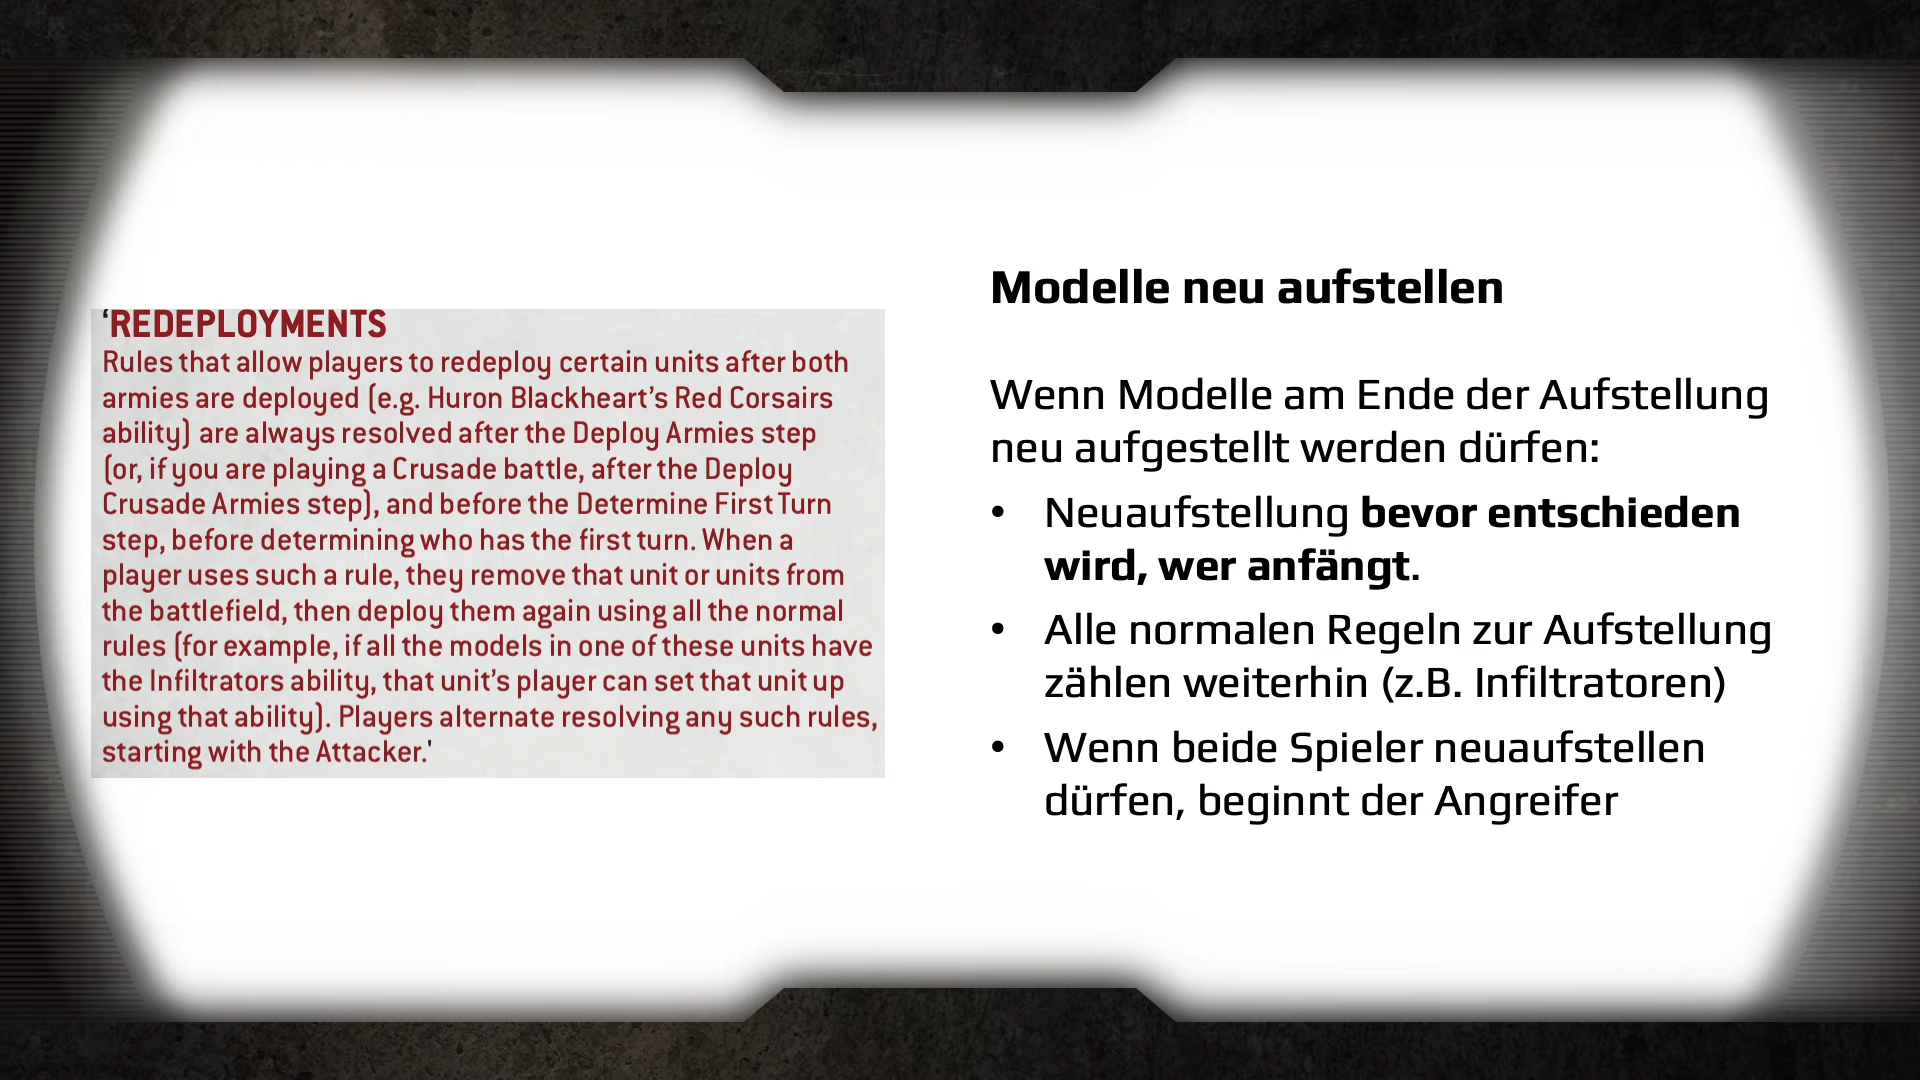 ‘REDEPLOYMENTS
Rules that allow players to redeploy certain units after both
armies are deployed (e.g. Huron Blackheart’s Red Corsairs
ability) are always resolved after the Deploy Armies step
(or, if you are playing a Crusade battle, after the Deploy
Crusade Armies step), and before the Determine First Turn
step, before determining who has the first turn. When a
player uses such a rule, they remove that unit or units from
the battlefield, then deploy them again using all the normal
rules (for example, if all the models in one of these units have
the Infiltrators ability, that unit’s player can set that unit up
using that ability). Players alternate resolving any such rules,
starting with the Attacker.'
Modelle neu aufstellen
Wenn Modelle am Ende der Aufstellung
neu aufgestellt werden dürfen:
• Neuaufstellung bevor entschieden
wird, wer anfängt.
• Alle normalen Regeln zur Aufstellung
zählen weiterhin (z.B. Infiltratoren)
• Wenn beide Spieler neuaufstellen
dürfen, beginnt der Angreifer